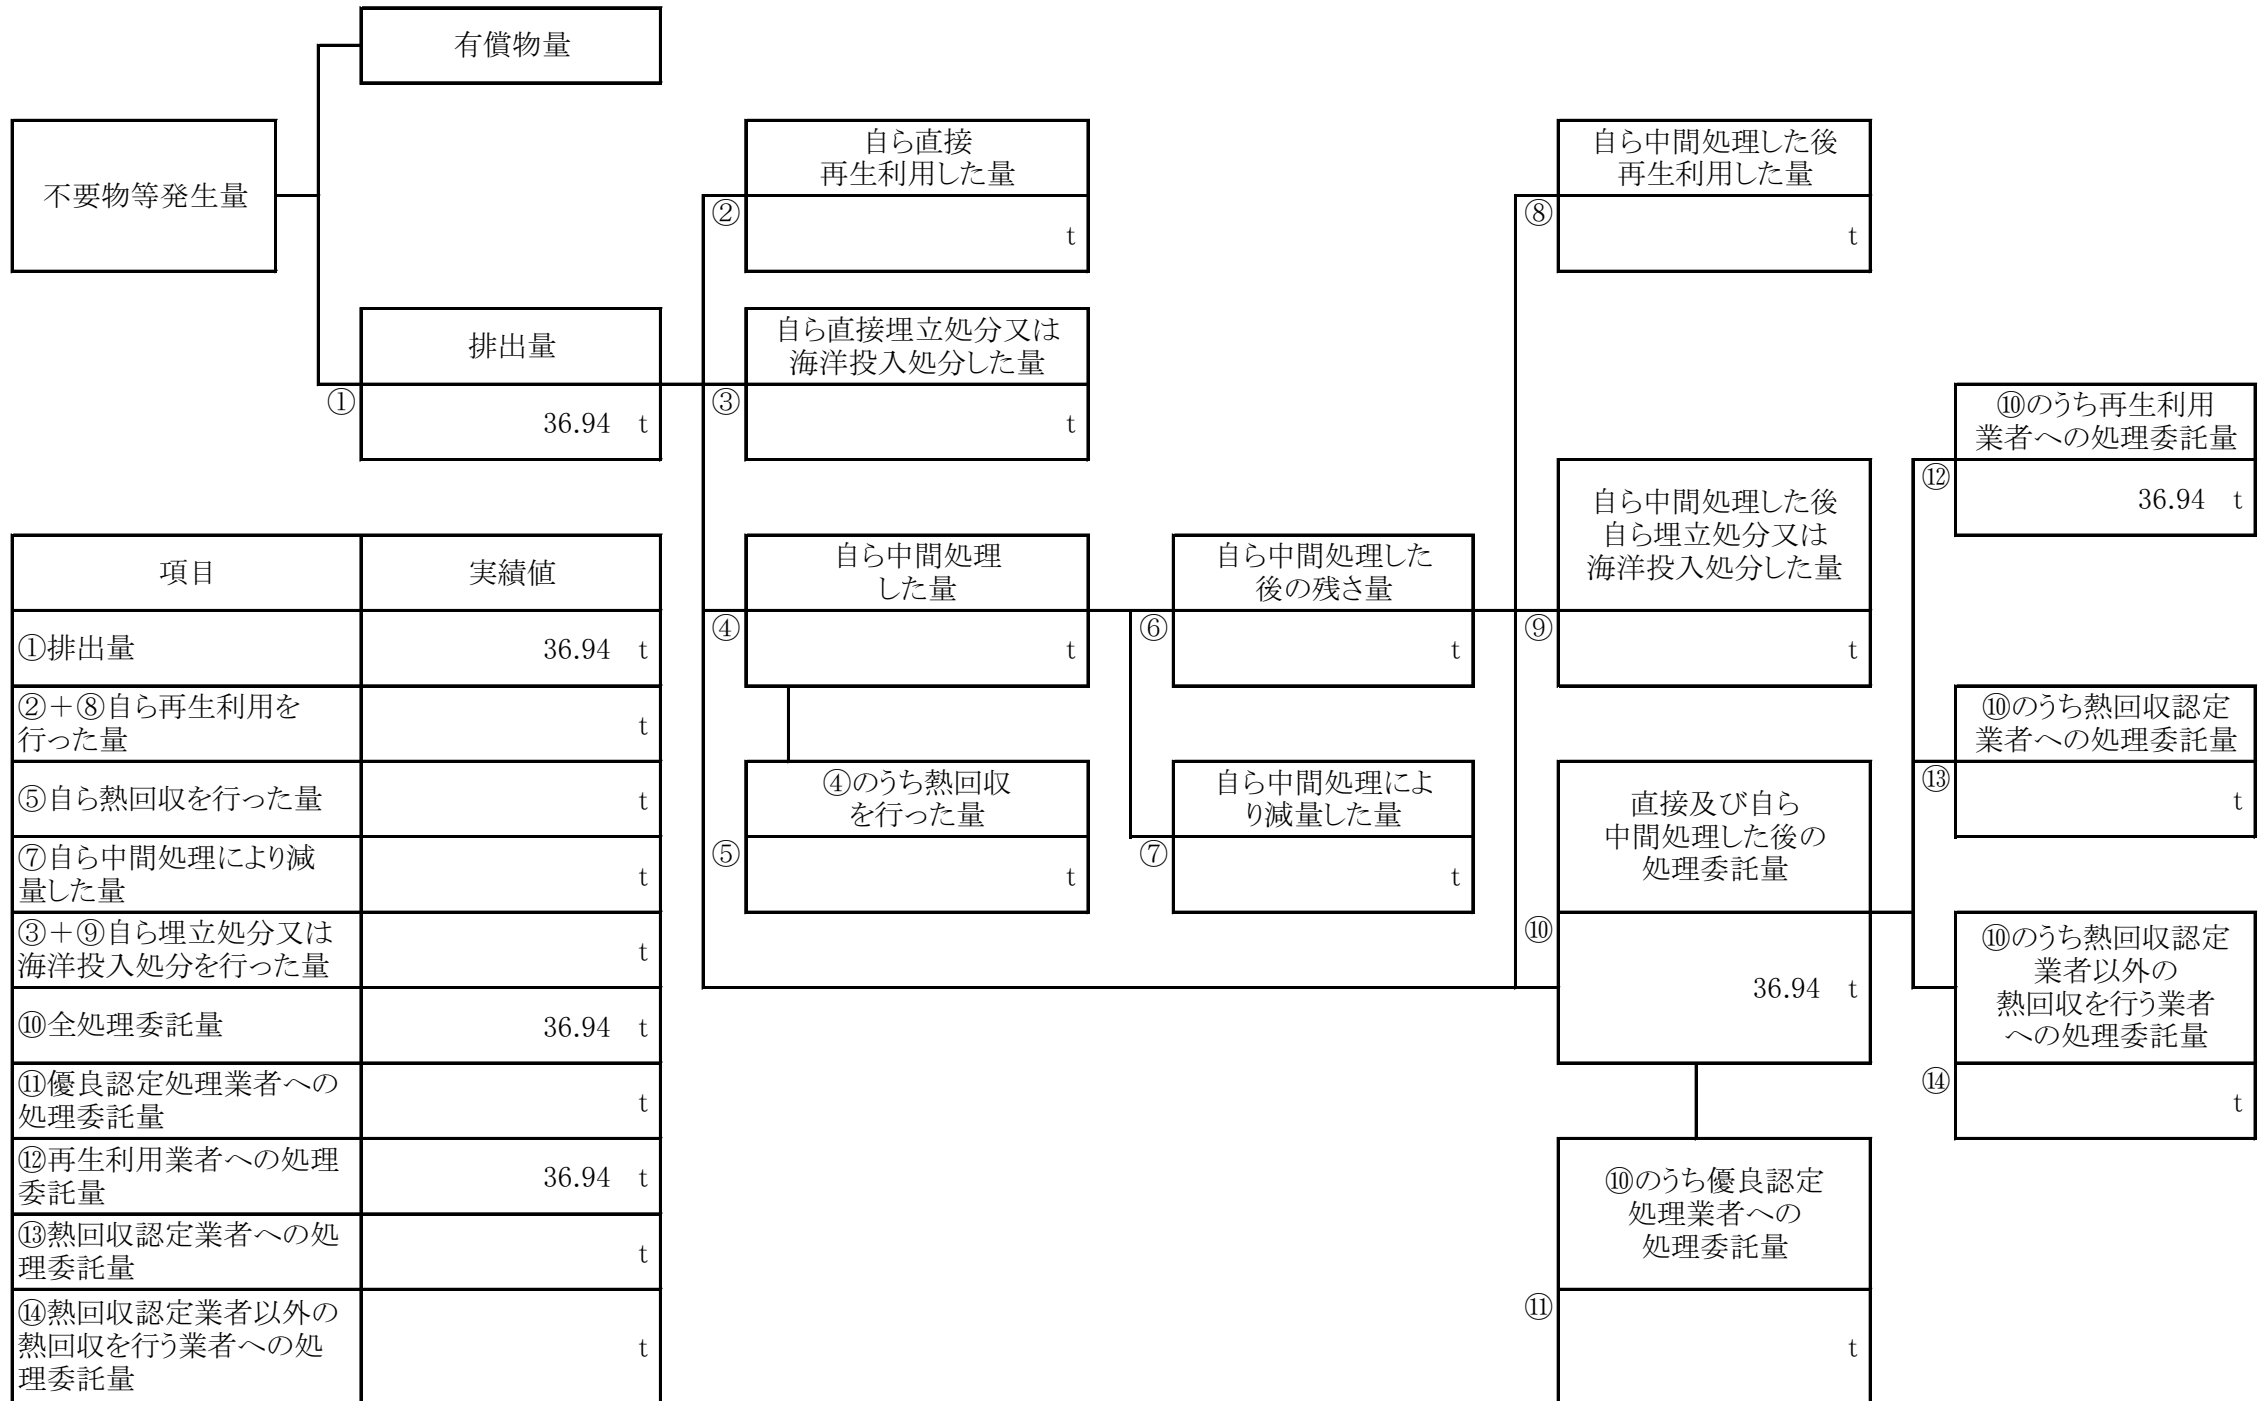 有償物量
不要物等発生量
自ら直接
再生利用した量
②
t
自ら中間処理した後
再生利用した量
⑧
t
排出量
①
36.94 t
自ら直接埋立処分又は
海洋投入処分した量
③
t
⑩のうち再生利用
業者への処理委託量
⑫
36.94 t
自ら中間処理
した量
④
t
自ら中間処理した
後の残さ量
⑥
t
自ら中間処理した後
自ら埋立処分又は
海洋投入処分した量
⑨
t
④のうち熱回収
を行った量
⑤
t
自ら中間処理によ
り減量した量
⑦
t
直接及び自ら
中間処理した後の
処理委託量
⑩
36.94 t
⑩のうち熱回収認定
業者への処理委託量
⑬
t
⑩のうち熱回収認定
業者以外の
熱回収を行う業者
への処理委託量
⑭
t
⑩のうち優良認定
処理業者への
処理委託量
⑪
t
項目 実績値
①排出量 36.94 t
②+⑧自ら再生利用を
行った量
t
⑤自ら熱回収を行った量 t
⑦自ら中間処理により減
量した量
t
③+⑨自ら埋立処分又は
海洋投入処分を行った量
t
⑩全処理委託量 36.94 t
⑪優良認定処理業者への
処理委託量
t
⑫再生利用業者への処理
委託量
36.94 t
⑬熱回収認定業者への処
理委託量
t
⑭熱回収認定業者以外の
熱回収を行う業者への処
理委託量
t